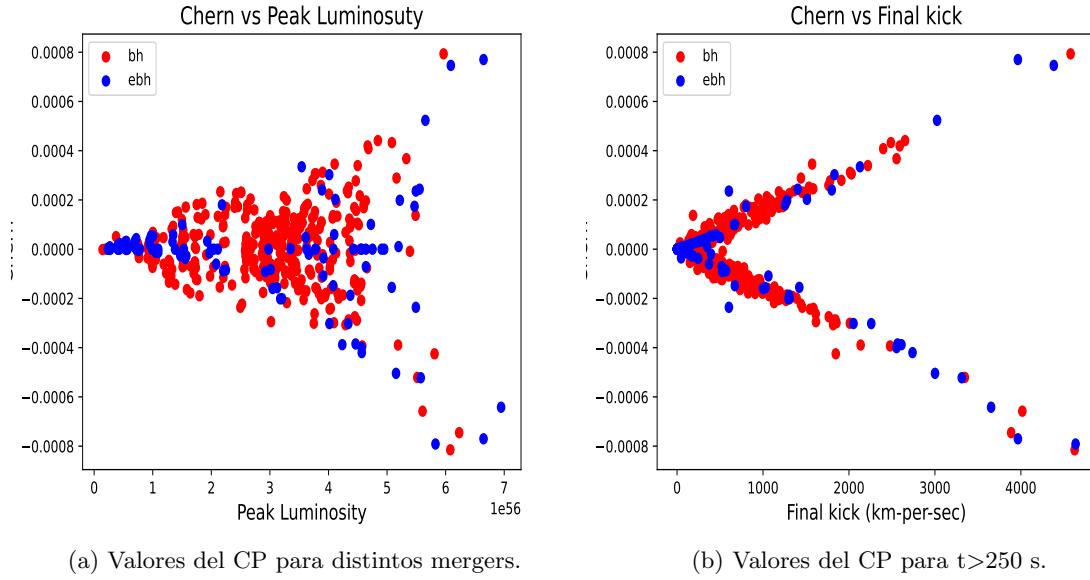 Chern vs Peak Luminosuty
bh
ebh
0.0008
0.0006
0.0004
0.0002
0.0000
−0.0002
−0.0004
−0.0006
−0.0008
0 1 2 3 4 5 6 7
1e56
Peak Luminosity
(a) Valores del CP para distintos mergers.
Chern vs Final kick
bh
ebh
0.0008
0.0006
0.0004
0.0002
0.0000
−0.0002
−0.0004
−0.0006
−0.0008
0 1000 2000 3000 4000
Final kick (km-per-sec)
(b) Valores del CP para t>250 s.